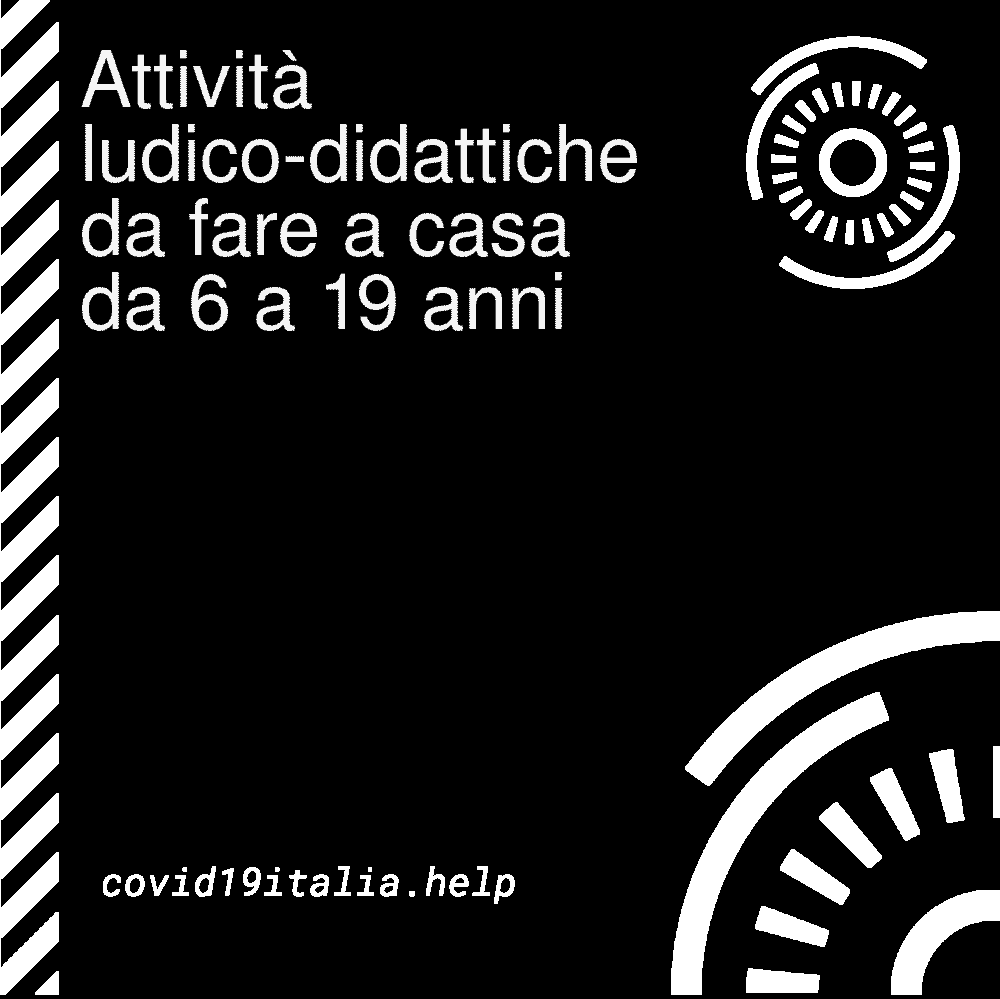 Attività
ludico-didattiche
da fare a casa
da 6 a 19 anni
covid19italia.help